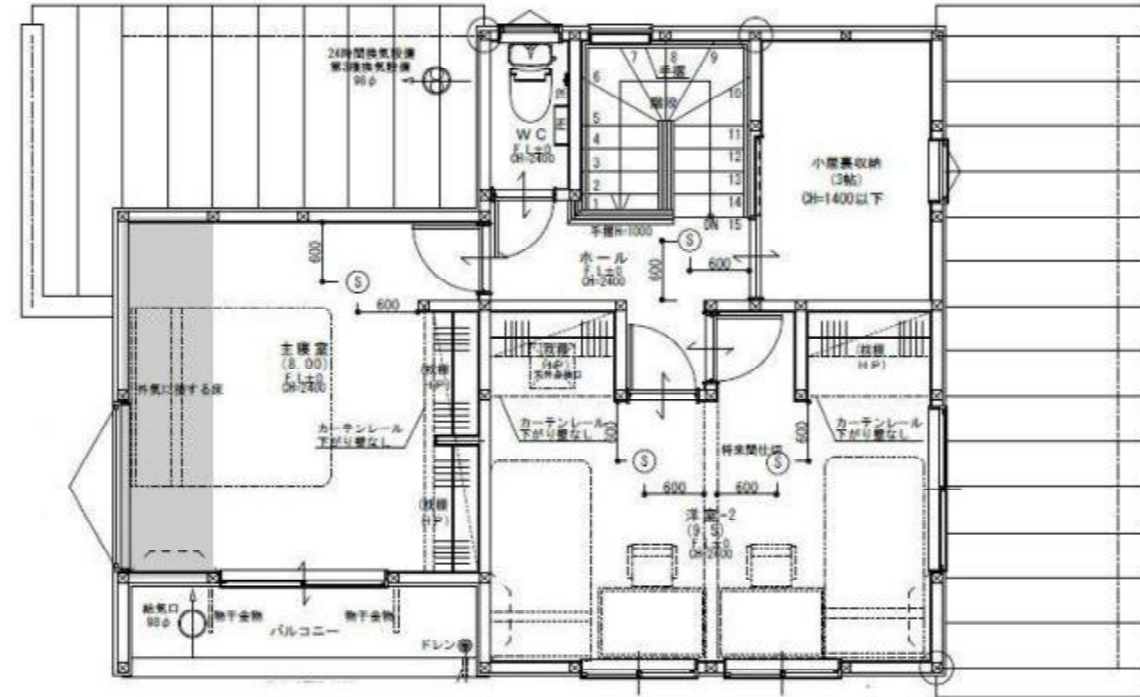 24時間換気設備
第3種換気設備
98φ
WC
FL±0
CH=2400
PH
手摺
階段
1
2
3
4
5
6
7
8
9
10
11
12
13
14
15
DN
手摺H=1000
小屋裏収納
(3帖)
CH=1400以下
ホール
FL±0
CH=2400
S
600
600
600
S
600
主寝室
(8.00)
FL±0
CH=2400
外気に接する床
カーテンレール
下がり壁なし
(枕棚
HP)
(枕棚
HP)
(枕棚
HP)
(枕棚
HP)
カーテンレール
下がり壁なし
カーテンレール
下がり壁なし
600
S
600
将来間仕切
600
S
600
洋室-2
(9.5)
FL±0
CH=2400
給気口
98φ
物干金物
物干金物
バルコニー
ドレン